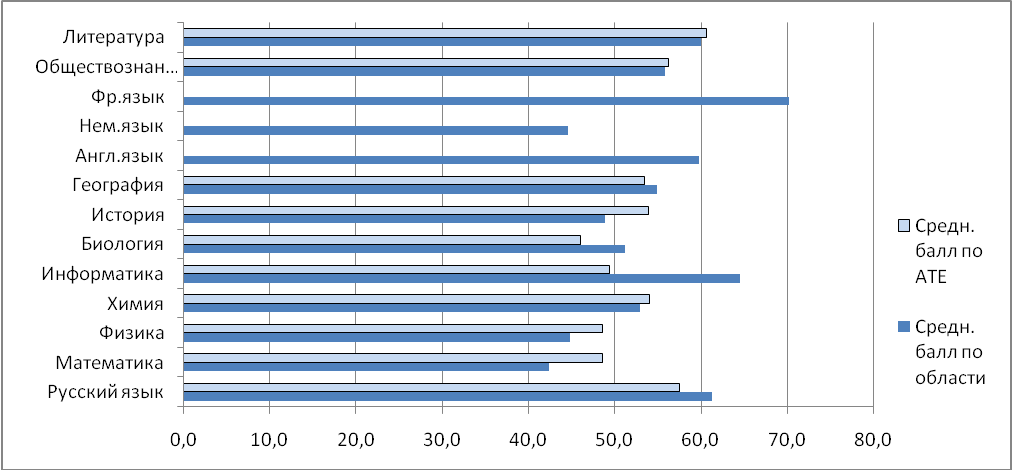 Литература
Обществознан...
Фр.язык
Нем.язык
Англ.язык
География
История
Биология
Информатика
Химия
Физика
Математика
Русский язык
0,0 10,0 20,0 30,0 40,0 50,0 60,0 70,0 80,0
Средн.
балл по
АТЕ
Средн.
балл по
области